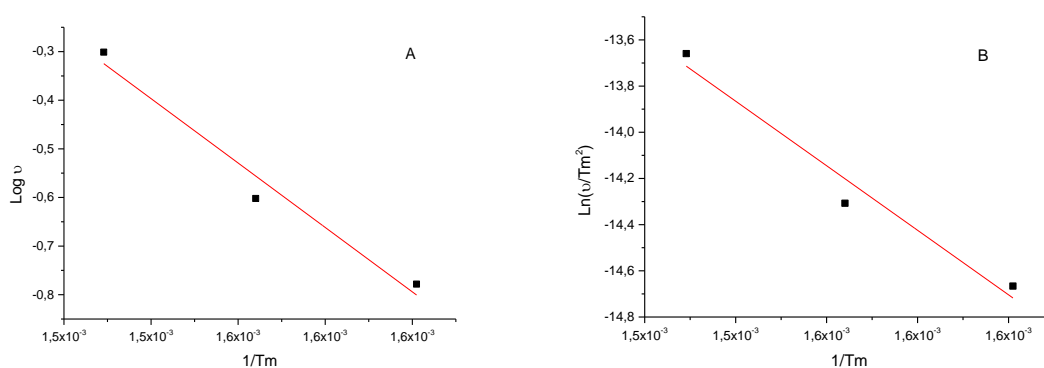 A
-0,3
-0,4
-0,5
-0,6
-0,7
-0,8
Log υ
1,5x10⁻³
1,5x10⁻³
1,6x10⁻³
1,6x10⁻³
1,6x10⁻³
1/Tm
B
-13,6
-13,8
-14,0
-14,2
-14,4
-14,6
-14,8
Ln(υ/Tm²)
1,5x10⁻³
1,5x10⁻³
1,6x10⁻³
1,6x10⁻³
1,6x10⁻³
1/Tm